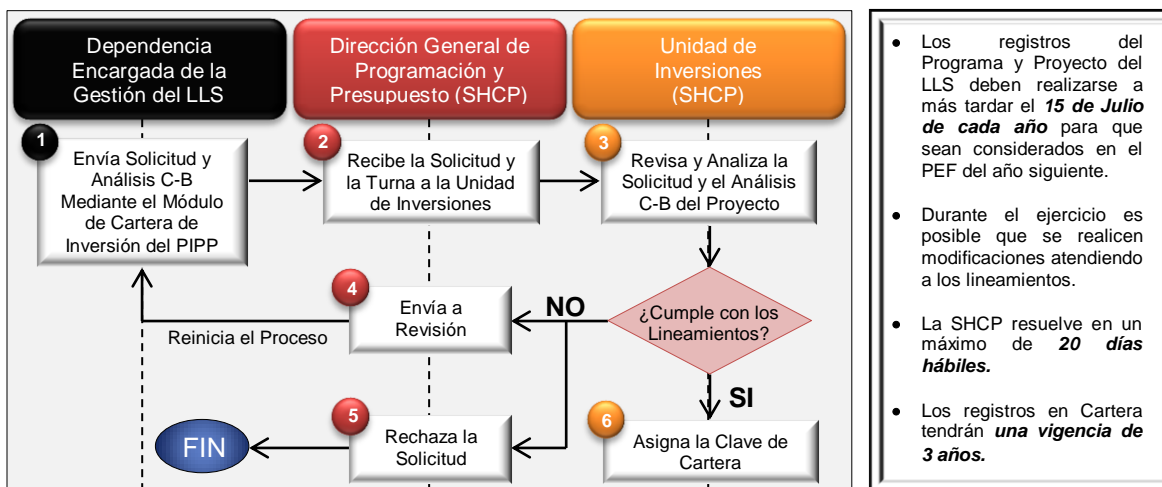 Dependencia
Encargada de la
Gestión del LLS
Dirección General de
Programación y
Presupuesto (SHCP)
Unidad de
Inversiones
(SHCP)
1
Envía Solicitud y
Análisis C-B
Mediante el Módulo
de Cartera de
Inversión del PIPP
2
Recibe la Solicitud y
la Turna a la Unidad
de Inversiones
3
Revisa y Analiza la
Solicitud y el Análisis
C-B del Proyecto
¿Cumple con los
Lineamientos?
NO
4
Envía a
Revisión
Reinicia el Proceso
5
Rechaza la
Solicitud
FIN
SI
6
Asigna la Clave de
Cartera
● Los registros del
Programa y Proyecto del
LLS deben realizarse a
más tardar el 15 de Julio
de cada año para que
sean considerados en el
PEF del año siguiente.
● Durante el ejercicio es
posible que se realicen
modificaciones atendiendo
a los lineamientos.
● La SHCP resuelve en un
máximo de 20 días
hábiles.
● Los registros en Cartera
tendrán una vigencia de
3 años.